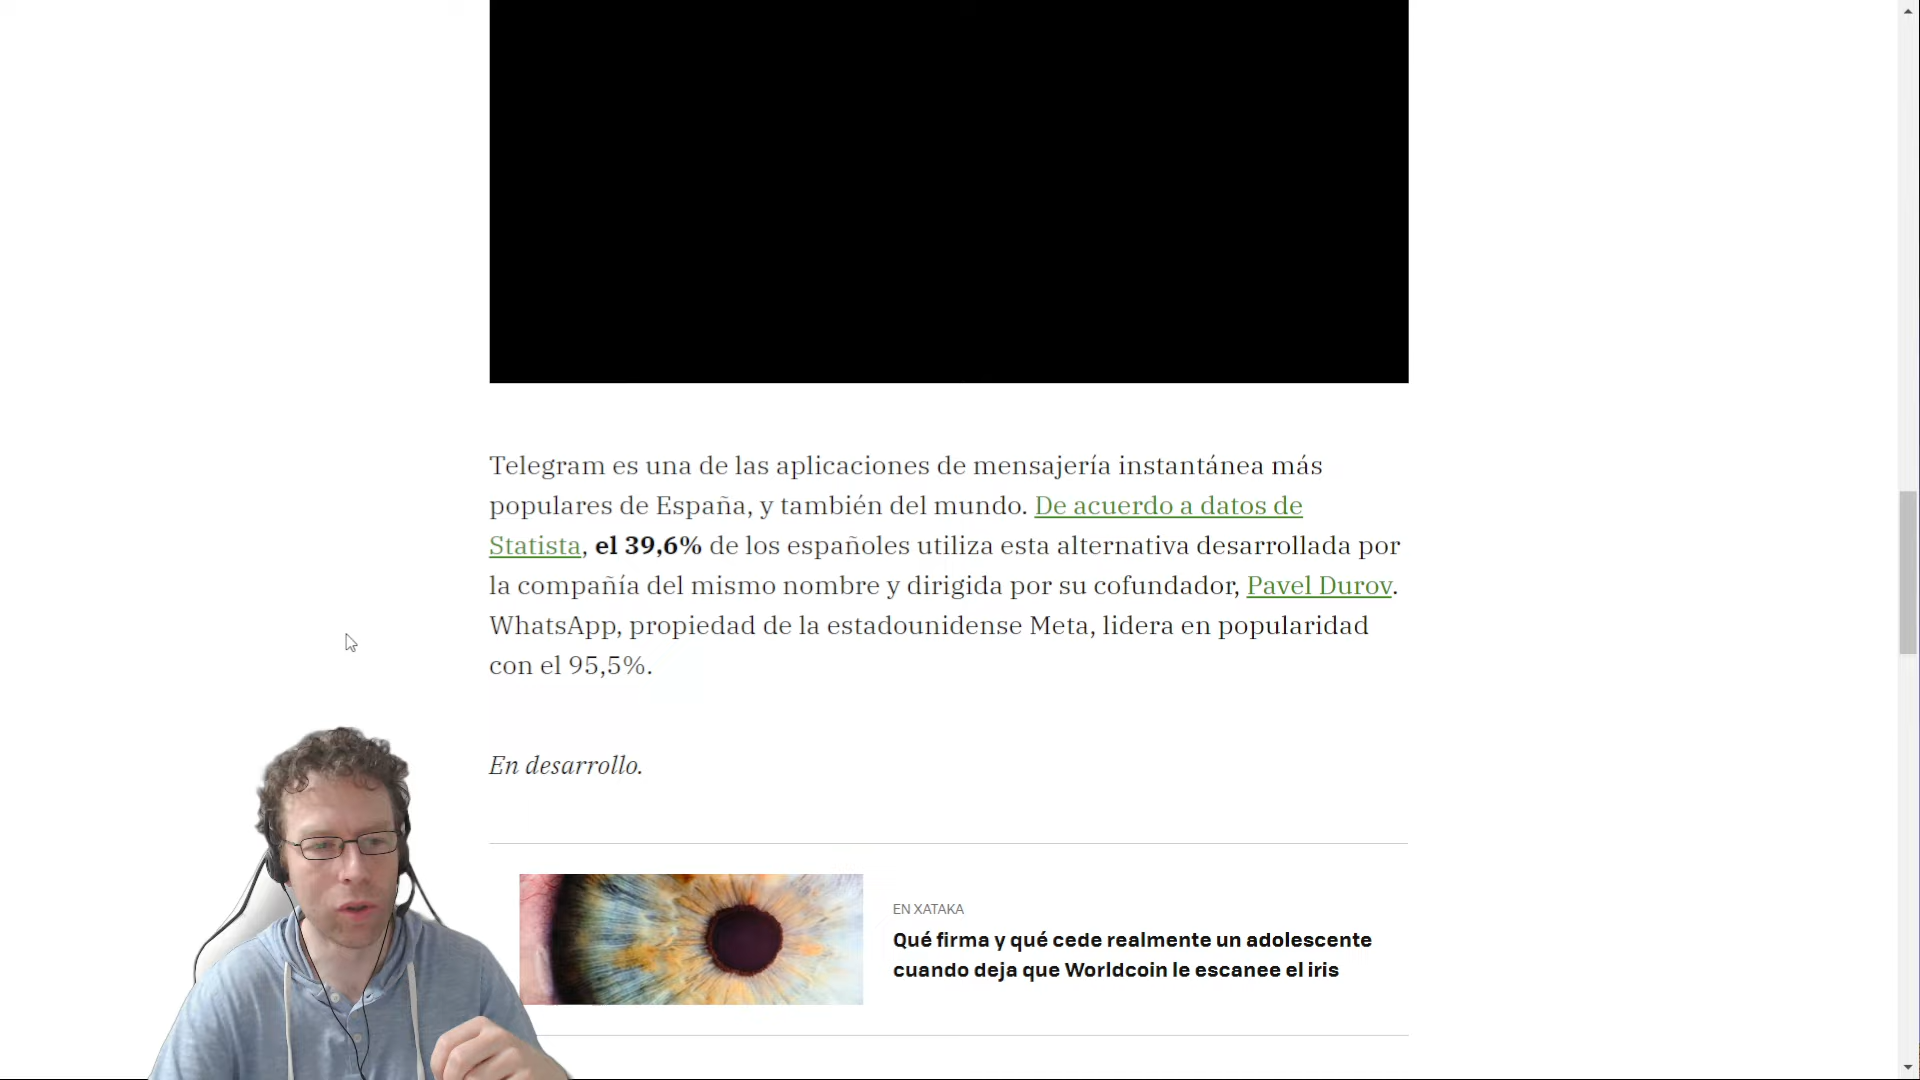 Telegram es una de las aplicaciones de mensajería instantánea más
populares de España, y también del mundo. De acuerdo a datos de
Statista, el 39,6% de los españoles utiliza esta alternativa desarrollada por
la compañía del mismo nombre y dirigida por su cofundador, Pavel Durov.
WhatsApp, propiedad de la estadounidense Meta, lidera en popularidad
con el 95,5%.
En desarrollo.
EN XATAKA
Qué firma y qué cede realmente un adolescente
cuando deja que Worldcoin le escanee el iris